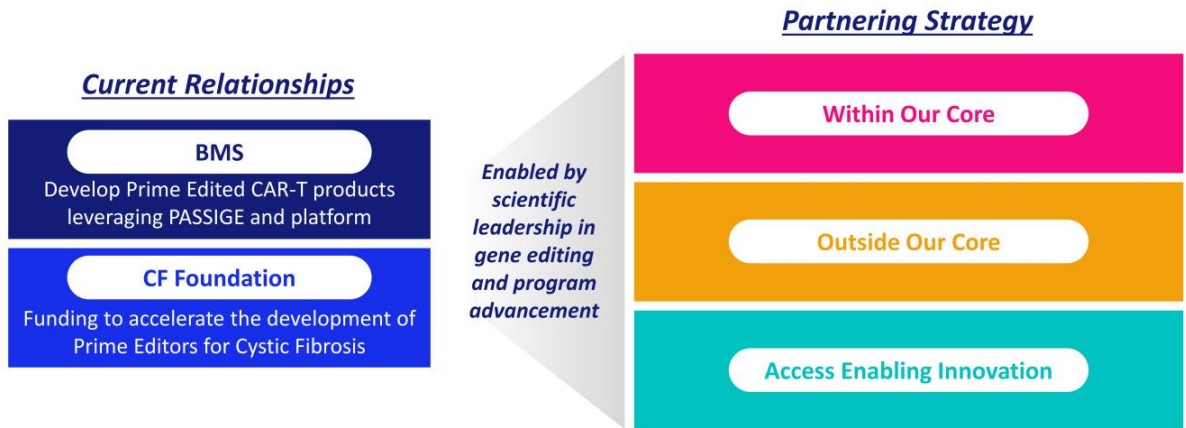 Current Relationships
BMS
Develop Prime Edited CAR-T products
leveraging PASSIGE and platform
CF Foundation
Funding to accelerate the development of
Prime Editors for Cystic Fibrosis
Enabled by
scientific
leadership in
gene editing
and program
advancement
Partnering Strategy
Within Our Core
Outside Our Core
Access Enabling Innovation